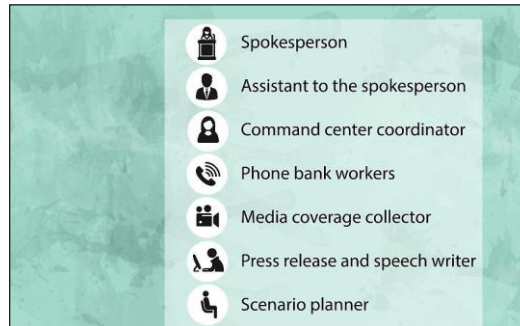 Spokesperson
Assistant to the spokesperson
Command center coordinator
Phone bank workers
Media coverage collector
Press release and speech writer
Scenario planner